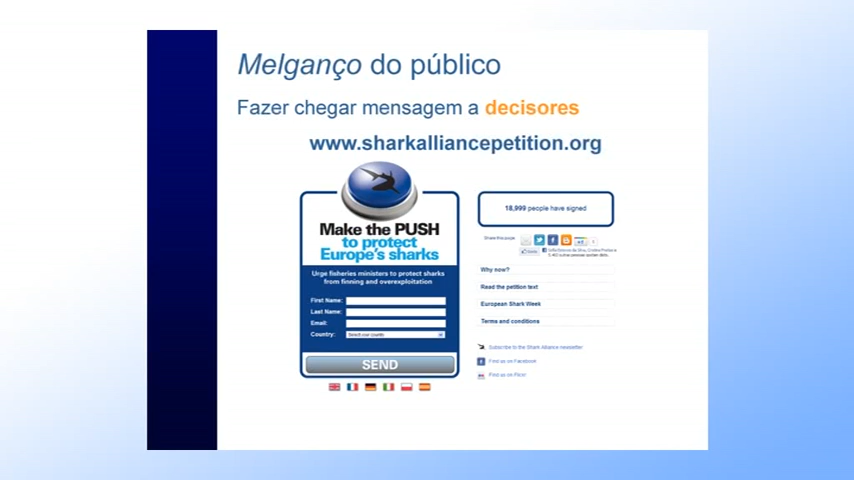 Melganço do público
Fazer chegar mensagem a decisores
www.sharkalliancepetition.org
Make the PUSH
to protect
Europe's sharks
Urge fisheries ministers to protect sharks
from finning and overexploitation
First Name:
Last Name:
Email:
Country:
SEND
18,999 people have signed
Share this page:
Why now?
Read the petition text
European Shark Week
Terms and conditions
Subscribe to the Shark Alliance newsletter
Find us on Facebook
Find us on Flickr